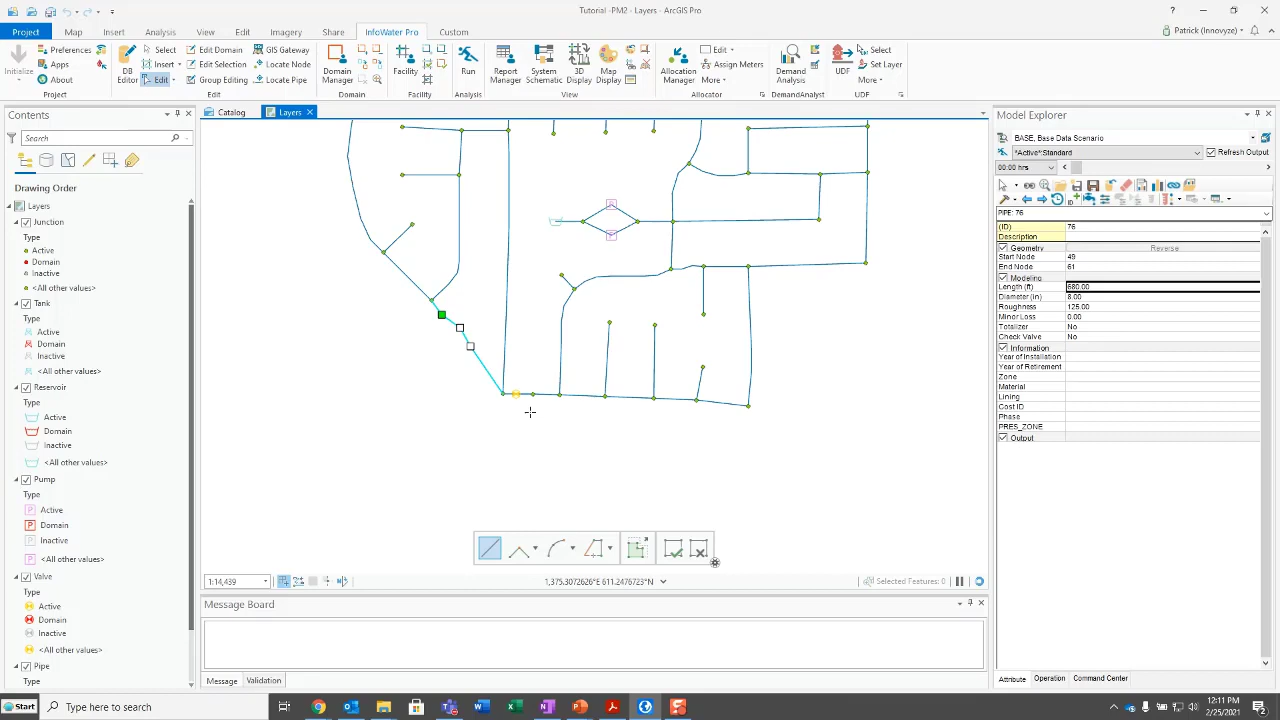 Tutorial -PM2 - Layers - ArcGIS Pro
?
Project Map Insert Analysis View Edit Imagery Share InfoWater Pro Custom
Patrick (Innovyze)
Initialize
Preferences
Apps
About
Project
DB Editor
Select
Insert
Edit
Edit Domain
Edit Selection
Group Editing
GIS Gateway
Locate Node
Locate Pipe
Edit
Domain Manager
Domain
Facility
Facility
Run
Analysis
Report Manager
System Schematic
3D Display
Map Display
View
Allocation Manager
Edit
Assign Meters
More
Allocator
Demand Analysis
DemandAnalyst
UDF
Select
Set Layer
More
UDF
Contents
Search
Drawing Order
Layers
Junction
Type
Active
Domain
Inactive
<All other values>
Tank
Type
Active
Domain
Inactive
<All other values>
Reservoir
Type
Active
Domain
Inactive
<All other values>
Pump
Type
Active
Domain
Inactive
<All other values>
Valve
Type
Active
Domain
Inactive
<All other values>
Pipe
Type
Catalog
Layers
1:14,439
1,375.3072626°E 611.2476723°N
Selected Features: 0
Message Board
Message Validation
Model Explorer
BASE, Base Data Scenario
*Active*:Standard
Refresh Output
00:00 hrs
PIPE: 76
(ID) 76
Description
Geometry Reverse
Start Node 49
End Node 61
Modeling
Length (ft) 680.00
Diameter (in) 8.00
Roughness 125.00
Minor Loss 0.00
Totalizer No
Check Valve No
Information
Year of Installation
Year of Retirement
Zone
Material
Lining
Cost ID
Phase
PRES_ZONE
Output
Attribute Operation Command Center
Start
Type here to search
12:11 PM
2/25/2021